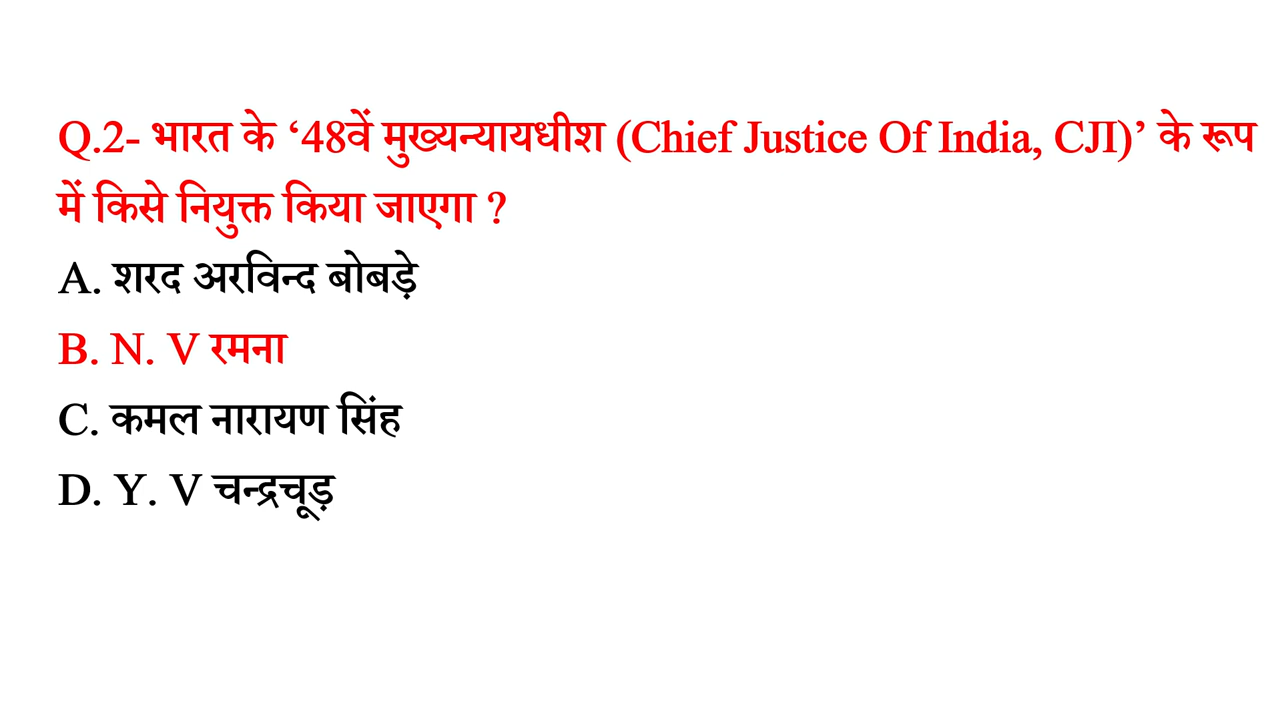 Q.2- भारत के ‘48वें मुख्यन्यायधीश (Chief Justice Of India, CJI)’ के रूप
में किसे नियुक्त किया जाएगा ?
A. शरद अरविन्द बोबड़े
B. N. V रमना
C. कमल नारायण सिंह
D. Y. V चन्द्रचूड़